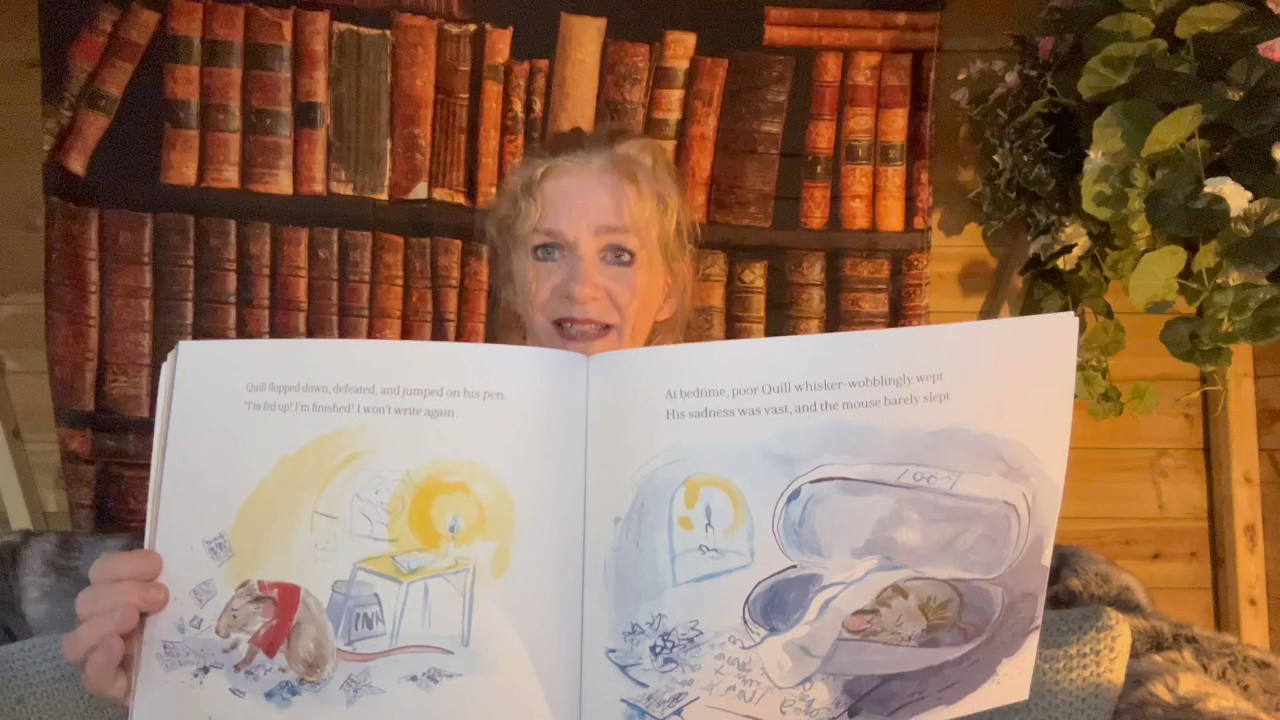 Quill flopped down, defeated, and jumped on his pen.
"I'm fed up! I'm finished! I won't write again.
At bedtime, poor Quill whisker-wobblingly wept
His sadness was vast, and the mouse barely slept.